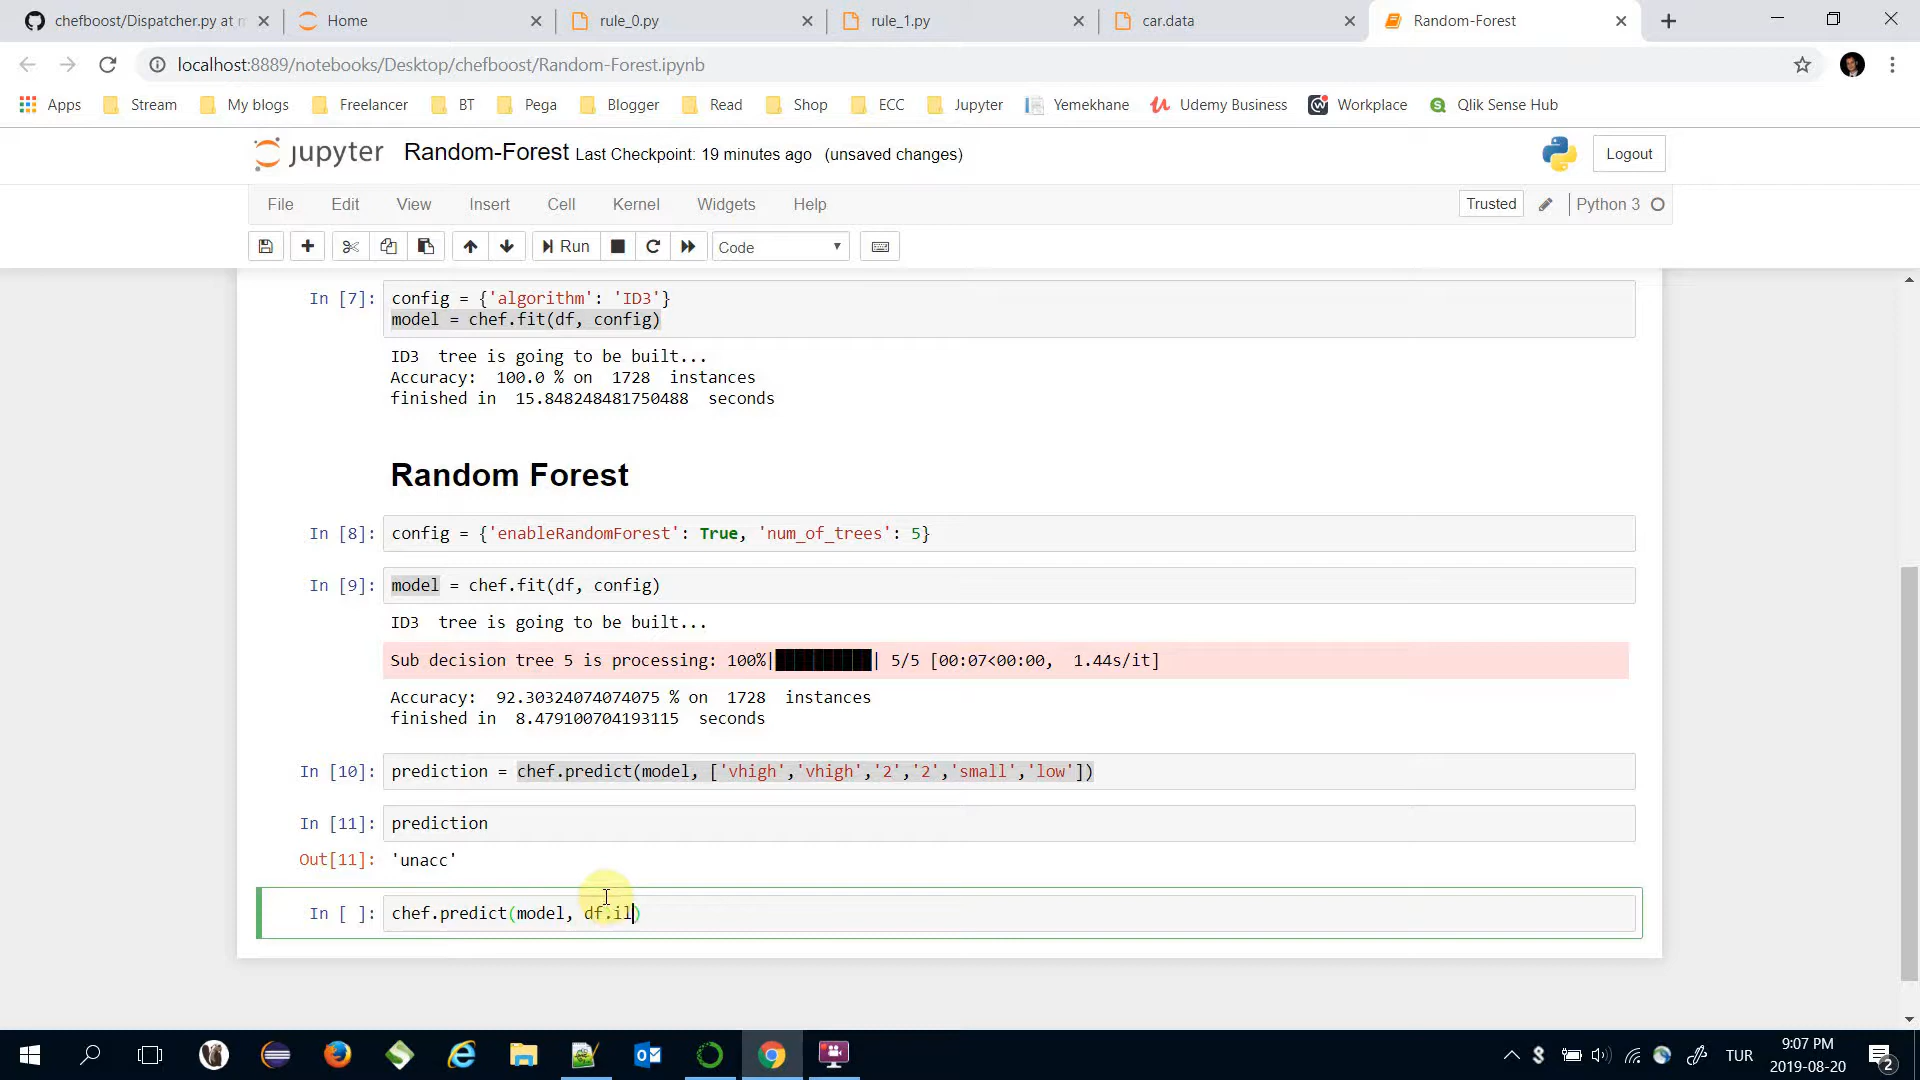 chefboost/Dispatcher.py at m
Home
rule_0.py
rule_1.py
car.data
Random-Forest
localhost:8889/notebooks/Desktop/chefboost/Random-Forest.ipynb
Apps Stream My blogs Freelancer BT Pega Blogger Read Shop ECC Jupyter Yemekhane Udemy Business Workplace Qlik Sense Hub
jupyter Random-Forest Last Checkpoint: 19 minutes ago (unsaved changes) Logout
File Edit View Insert Cell Kernel Widgets Help Trusted Python 3
Run Code
In [7]: config = {'algorithm': 'ID3'}
model = chef.fit(df, config)
ID3 tree is going to be built...
Accuracy: 100.0 % on 1728 instances
finished in 15.848248481750488 seconds
Random Forest
In [8]: config = {'enableRandomForest': True, 'num_of_trees': 5}
In [9]: model = chef.fit(df, config)
ID3 tree is going to be built...
Sub decision tree 5 is processing: 100%|██████████| 5/5 [00:07<00:00, 1.44s/it]
Accuracy: 92.30324074074075 % on 1728 instances
finished in 8.479100704193115 seconds
In [10]: prediction = chef.predict(model, ['vhigh','vhigh','2','2','small','low'])
In [11]: prediction
Out[11]: 'unacc'
In [ ]: chef.predict(model, df.il)
TUR
9:07 PM
2019-08-20
2